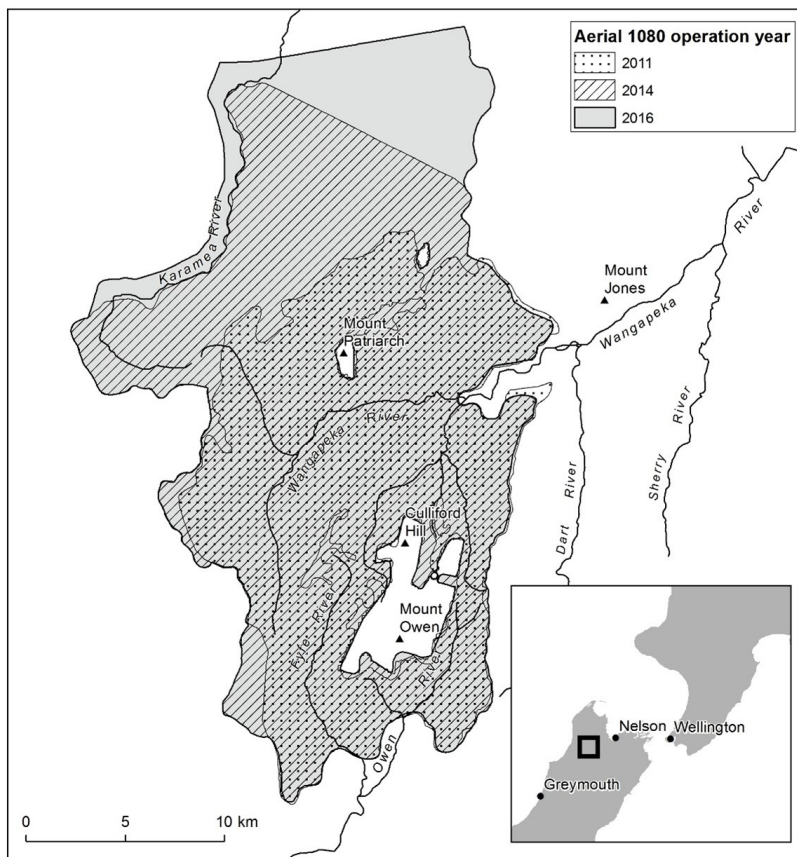 Aerial 1080 operation year
2011
2014
2016
Karamea River
River
Mount
Jones
Wangapeka
Mount
Patriarch
River
Wangapeka
Sherry River
Dart River
Culliford
Hill
Fyfe River
Mount
Owen
River
Owen
Nelson
Wellington
Greymouth
0 5 10 km